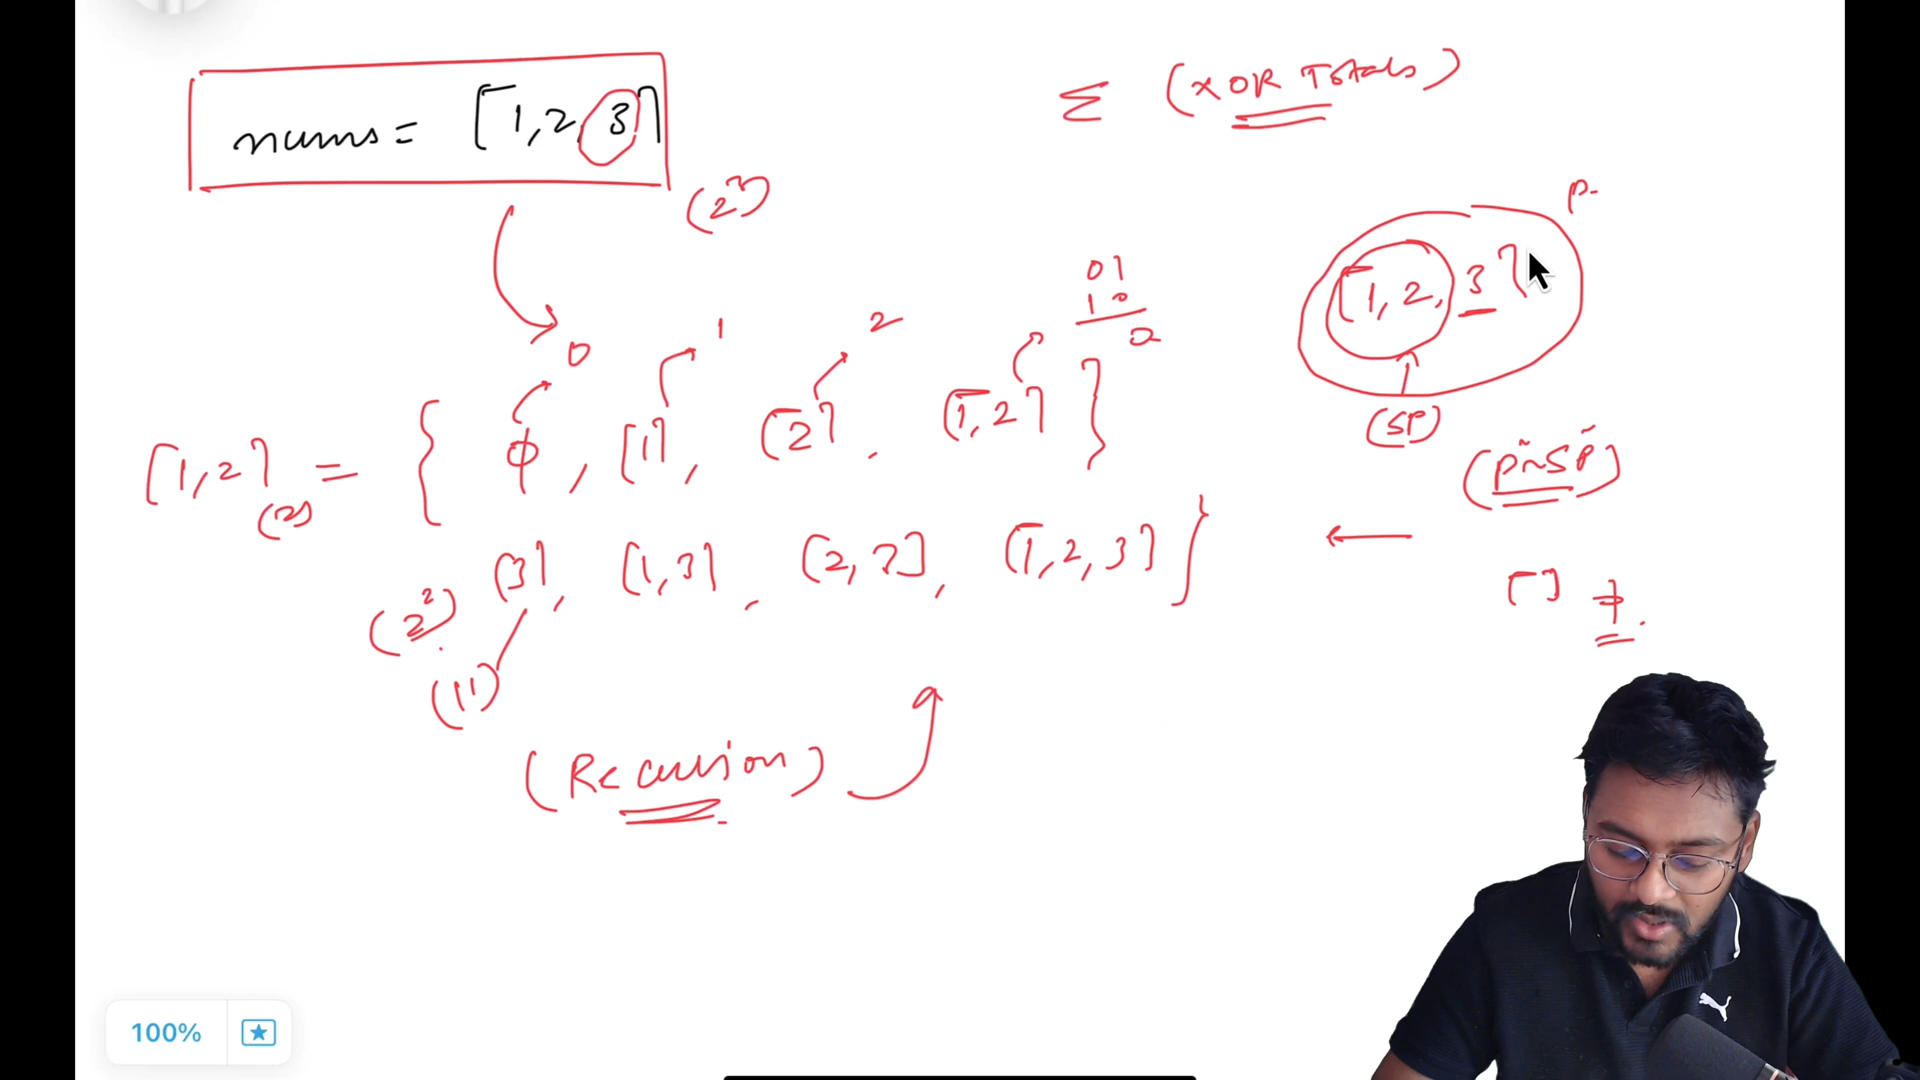 nums = [1,2,3]
Σ (XOR Totals)
(2³)
P
[1,2,3]
(SP)
01
10
0 1 2
[1,2] = { ϕ, [1], [2], [1,2] }
(2)
(P~SP)
[3], [1,3], [2,3], [1,2,3] }
(2²)
[] ϕ.
(11)
(Recursion)
100%